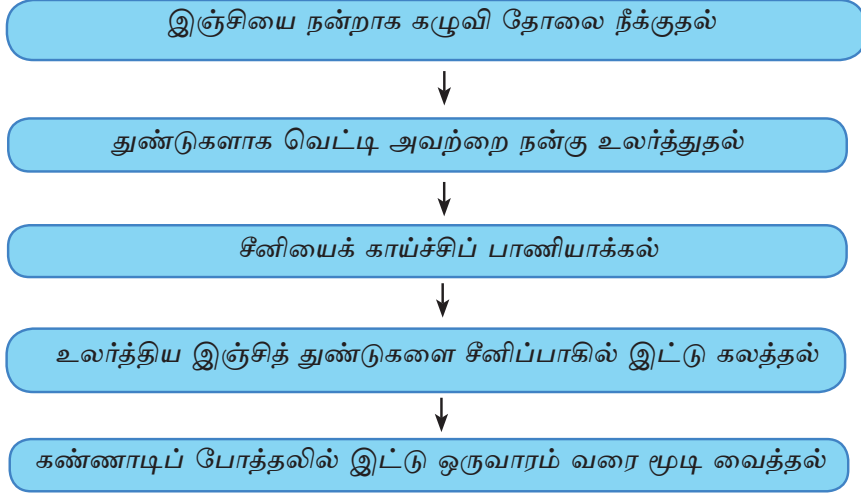 இஞ்சியை நன்றாக கழுவி தோலை நீக்குதல்
துண்டுகளாக வெட்டி அவற்றை நன்கு உலர்த்துதல்
சீனியைக் காய்ச்சிப் பாணியாக்கல்
உலர்த்திய இஞ்சித் துண்டுகளை சீனிப்பாகில் இட்டு கலத்தல்
கண்ணாடிப் போத்தலில் இட்டு ஒருவாரம் வரை மூடி வைத்தல்